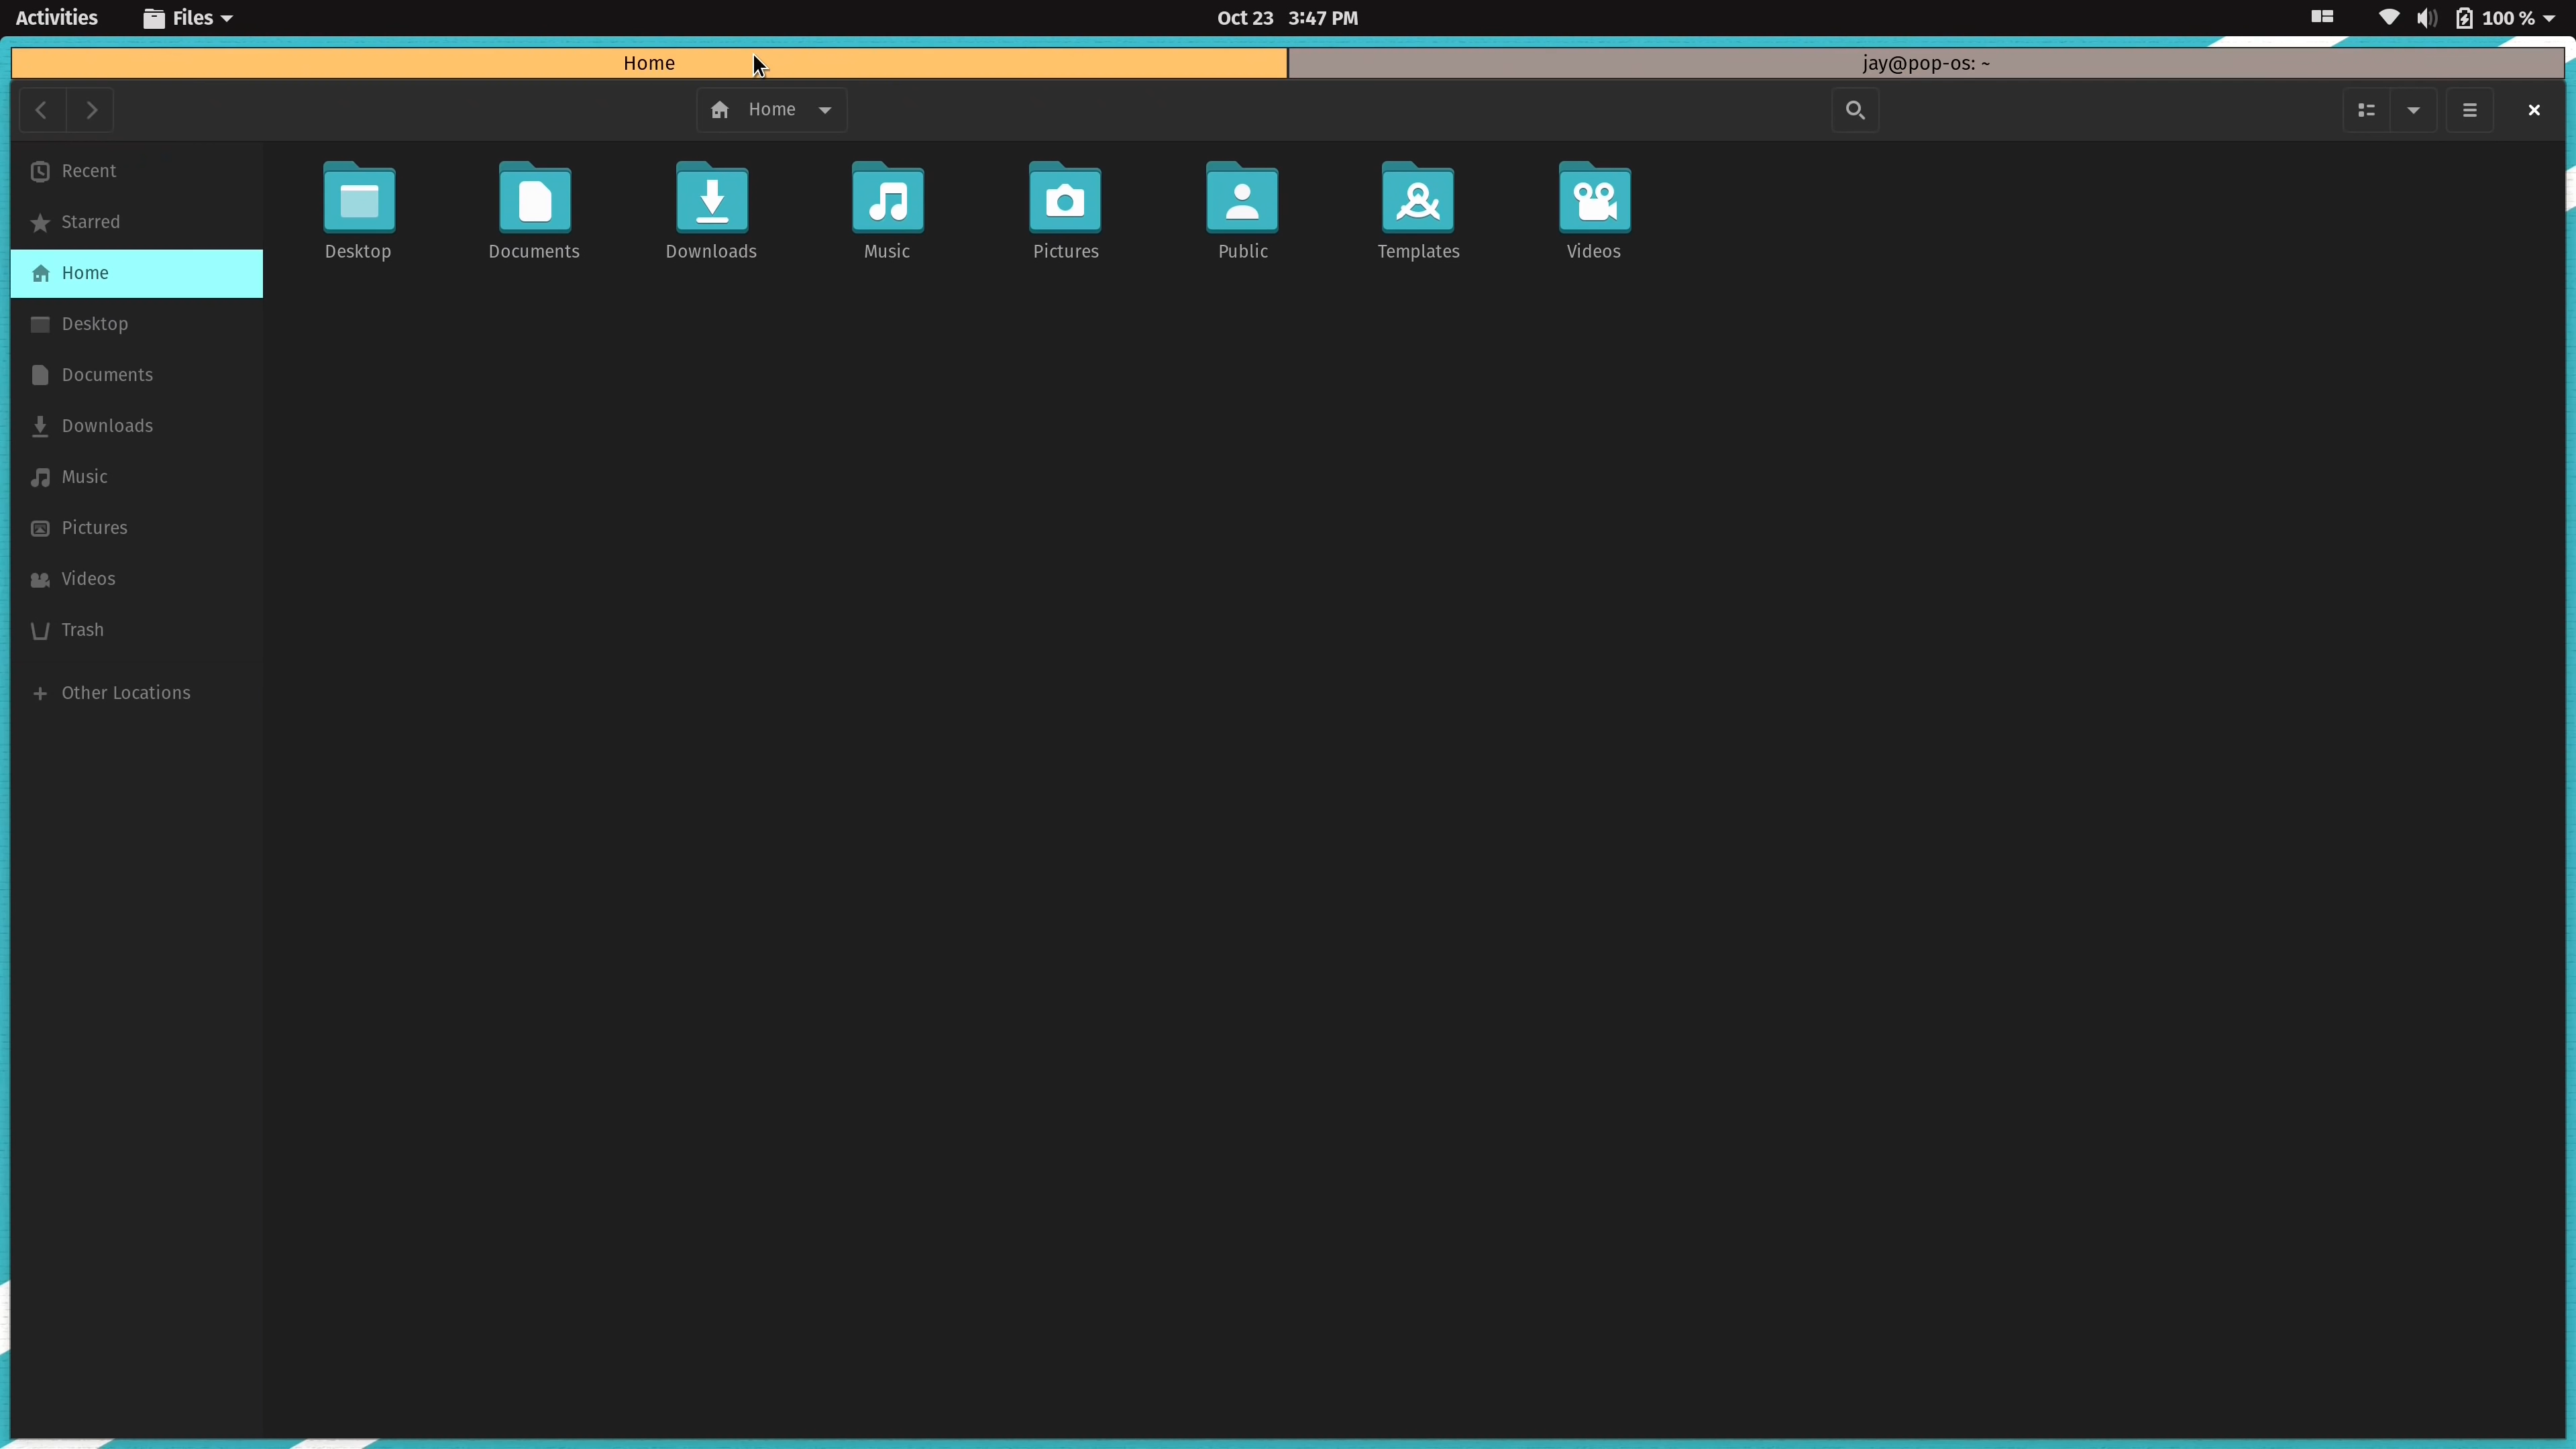 Activities Files Oct 23 3:47 PM 100 %
Home jay@pop-os: ~
Home
Recent
Starred
Home
Desktop
Documents
Downloads
Music
Pictures
Videos
Trash
Other Locations
Desktop Documents Downloads Music Pictures Public Templates Videos